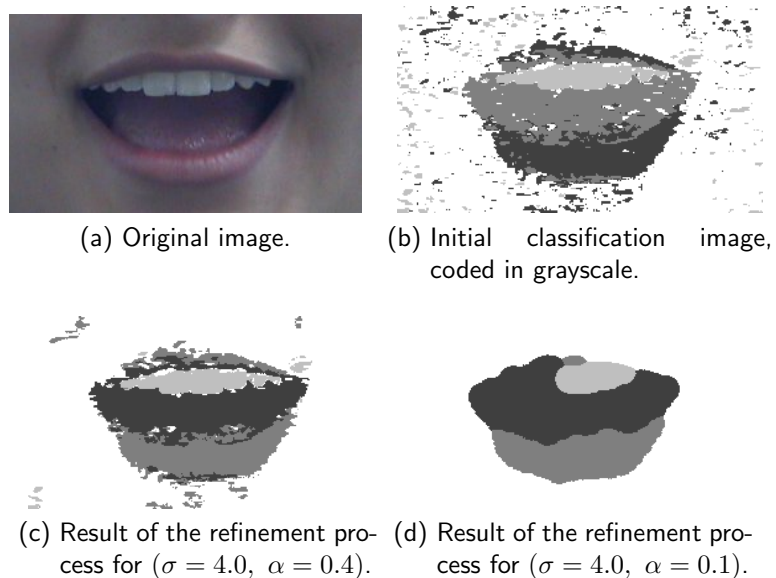 (a) Original image.
(b) Initial classification image,
coded in grayscale.
(c) Result of the refinement pro-
cess for (σ = 4.0, α = 0.4).
(d) Result of the refinement pro-
cess for (σ = 4.0, α = 0.1).